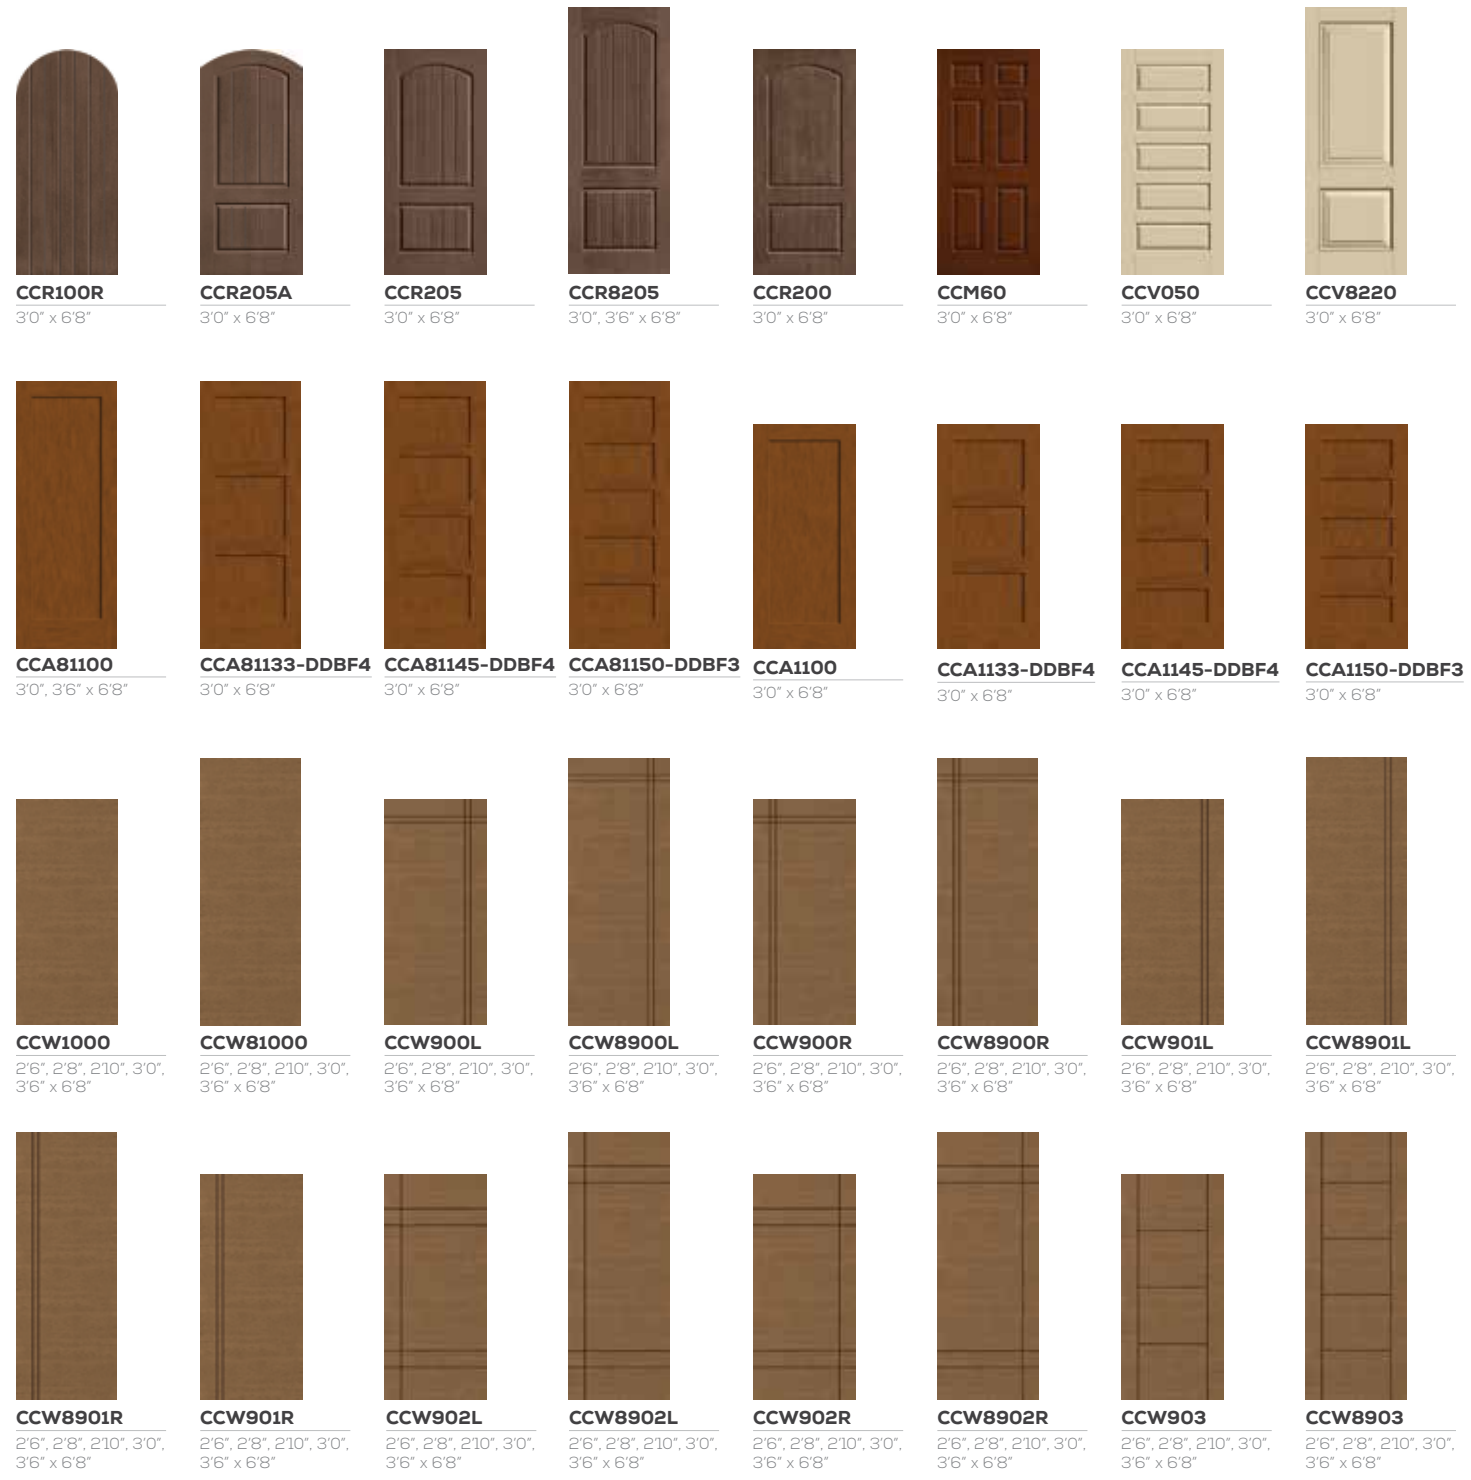 CCR100R
3'0" x 6'8"
CCR205A
3'0" x 6'8"
CCR205
3'0" x 6'8"
CCR8205
3'0", 3'6" x 6'8"
CCR200
3'0" x 6'8"
CCM60
3'0" x 6'8"
CCV050
3'0" x 6'8"
CCV8220
3'0" x 6'8"
CCA81100
3'0", 3'6" x 6'8"
CCA81133-DDBF4
3'0" x 6'8"
CCA81145-DDBF4
3'0" x 6'8"
CCA81150-DDBF3
3'0" x 6'8"
CCA1100
3'0" x 6'8"
CCA1133-DDBF4
3'0" x 6'8"
CCA1145-DDBF4
3'0" x 6'8"
CCA1150-DDBF3
3'0" x 6'8"
CCW1000
2'6", 2'8", 2'10", 3'0",
3'6" x 6'8"
CCW81000
2'6", 2'8", 2'10", 3'0",
3'6" x 6'8"
CCW900L
2'6", 2'8", 2'10", 3'0",
3'6" x 6'8"
CCW8900L
2'6", 2'8", 2'10", 3'0",
3'6" x 6'8"
CCW900R
2'6", 2'8", 2'10", 3'0",
3'6" x 6'8"
CCW8900R
2'6", 2'8", 2'10", 3'0",
3'6" x 6'8"
CCW901L
2'6", 2'8", 2'10", 3'0",
3'6" x 6'8"
CCW8901L
2'6", 2'8", 2'10", 3'0",
3'6" x 6'8"
CCW8901R
2'6", 2'8", 2'10", 3'0",
3'6" x 6'8"
CCW901R
2'6", 2'8", 2'10", 3'0",
3'6" x 6'8"
CCW902L
2'6", 2'8", 2'10", 3'0",
3'6" x 6'8"
CCW8902L
2'6", 2'8", 2'10", 3'0",
3'6" x 6'8"
CCW902R
2'6", 2'8", 2'10", 3'0",
3'6" x 6'8"
CCW8902R
2'6", 2'8", 2'10", 3'0",
3'6" x 6'8"
CCW903
2'6", 2'8", 2'10", 3'0",
3'6" x 6'8"
CCW8903
2'6", 2'8", 2'10", 3'0",
3'6" x 6'8"